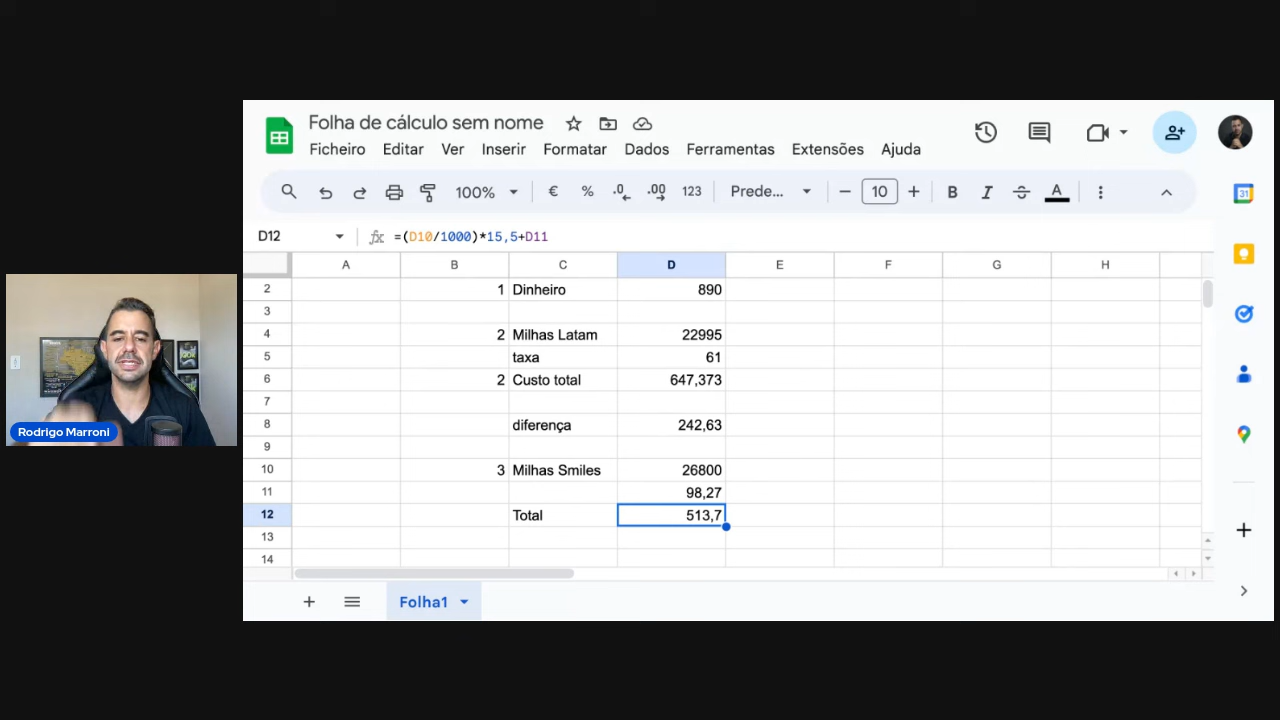 Folha de cálculo sem nome
Ficheiro Editar Ver Inserir Formatar Dados Ferramentas Extensões Ajuda
100% € % .0 .00 123 Prede... 10 B I S A
D12 fx =(D10/1000)*15,5+D11
A B C D E F G H
2 1 Dinheiro 890
3
4 2 Milhas Latam 22995
5 taxa 61
6 2 Custo total 647,373
7
8 diferença 242,63
9
10 3 Milhas Smiles 26800
11 98,27
12 Total 513,7
13
14
Folha1
Rodrigo Marroni
31